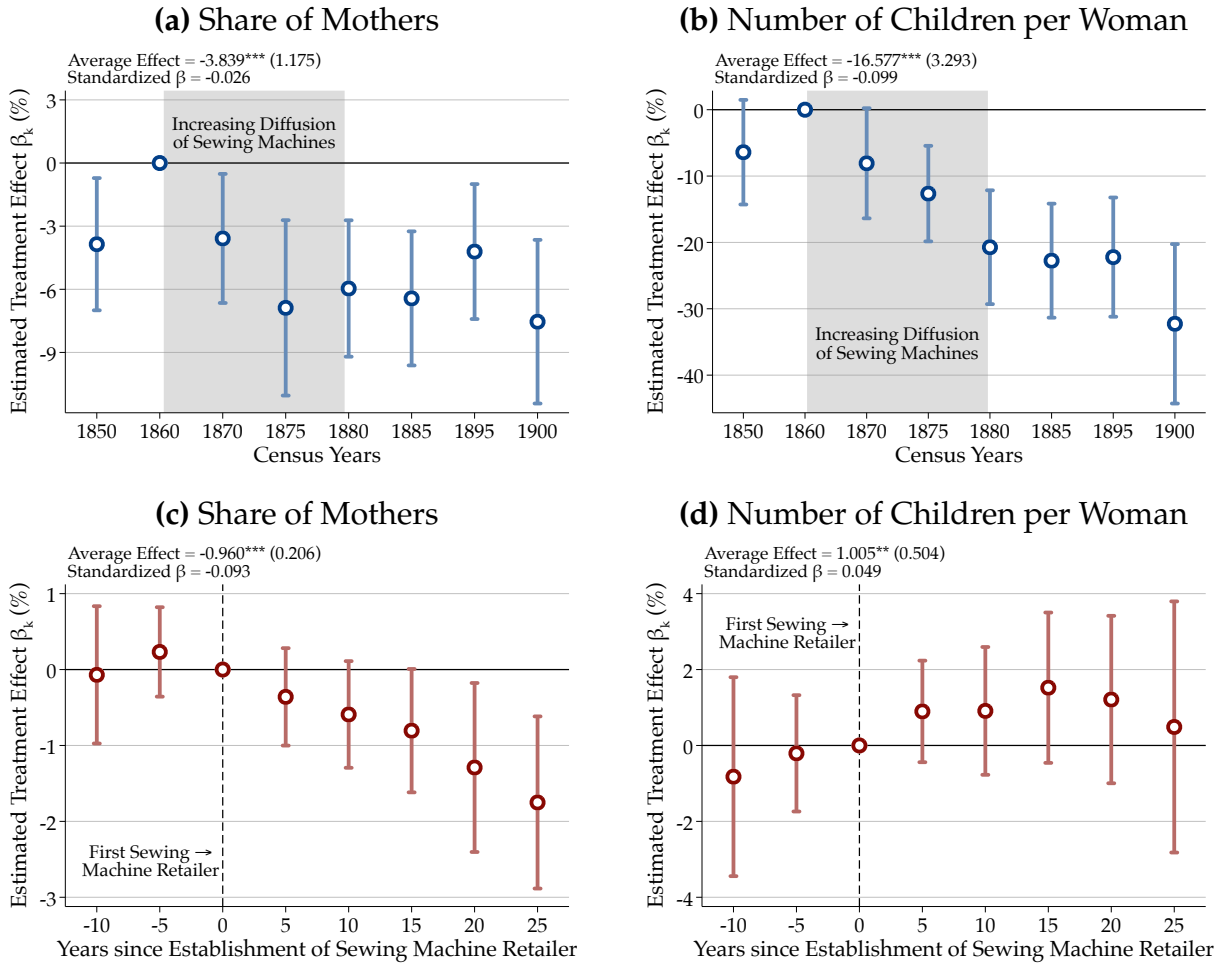 (a) Share of Mothers
Average Effect = -3.839*** (1.175)
Standardized β = -0.026
Estimated Treatment Effect βk (%)
3
0
-3
-6
-9
Increasing Diffusion
of Sewing Machines
1850 1860 1870 1875 1880 1885 1895 1900
Census Years
(b) Number of Children per Woman
Average Effect = -16.577*** (3.293)
Standardized β = -0.099
Estimated Treatment Effect βk (%)
0
-10
-20
-30
-40
Increasing Diffusion
of Sewing Machines
1850 1860 1870 1875 1880 1885 1895 1900
Census Years
(c) Share of Mothers
Average Effect = -0.960*** (0.206)
Standardized β = -0.093
Estimated Treatment Effect βk (%)
1
0
-1
-2
-3
First Sewing →
Machine Retailer
-10 -5 0 5 10 15 20 25
Years since Establishment of Sewing Machine Retailer
(d) Number of Children per Woman
Average Effect = 1.005** (0.504)
Standardized β = 0.049
Estimated Treatment Effect βk (%)
4
2
0
-2
-4
First Sewing →
Machine Retailer
-10 -5 0 5 10 15 20 25
Years since Establishment of Sewing Machine Retailer